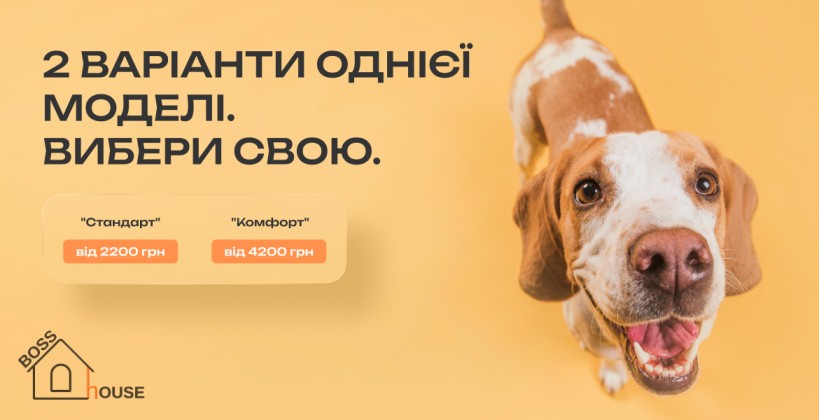 2 ВАРІАНТИ ОДНІЄЇ
МОДЕЛІ.
ВИБЕРИ СВОЮ.
"Стандарт" "Комфорт"
від 2200 грн від 4200 грн
BOSS
hOUSE